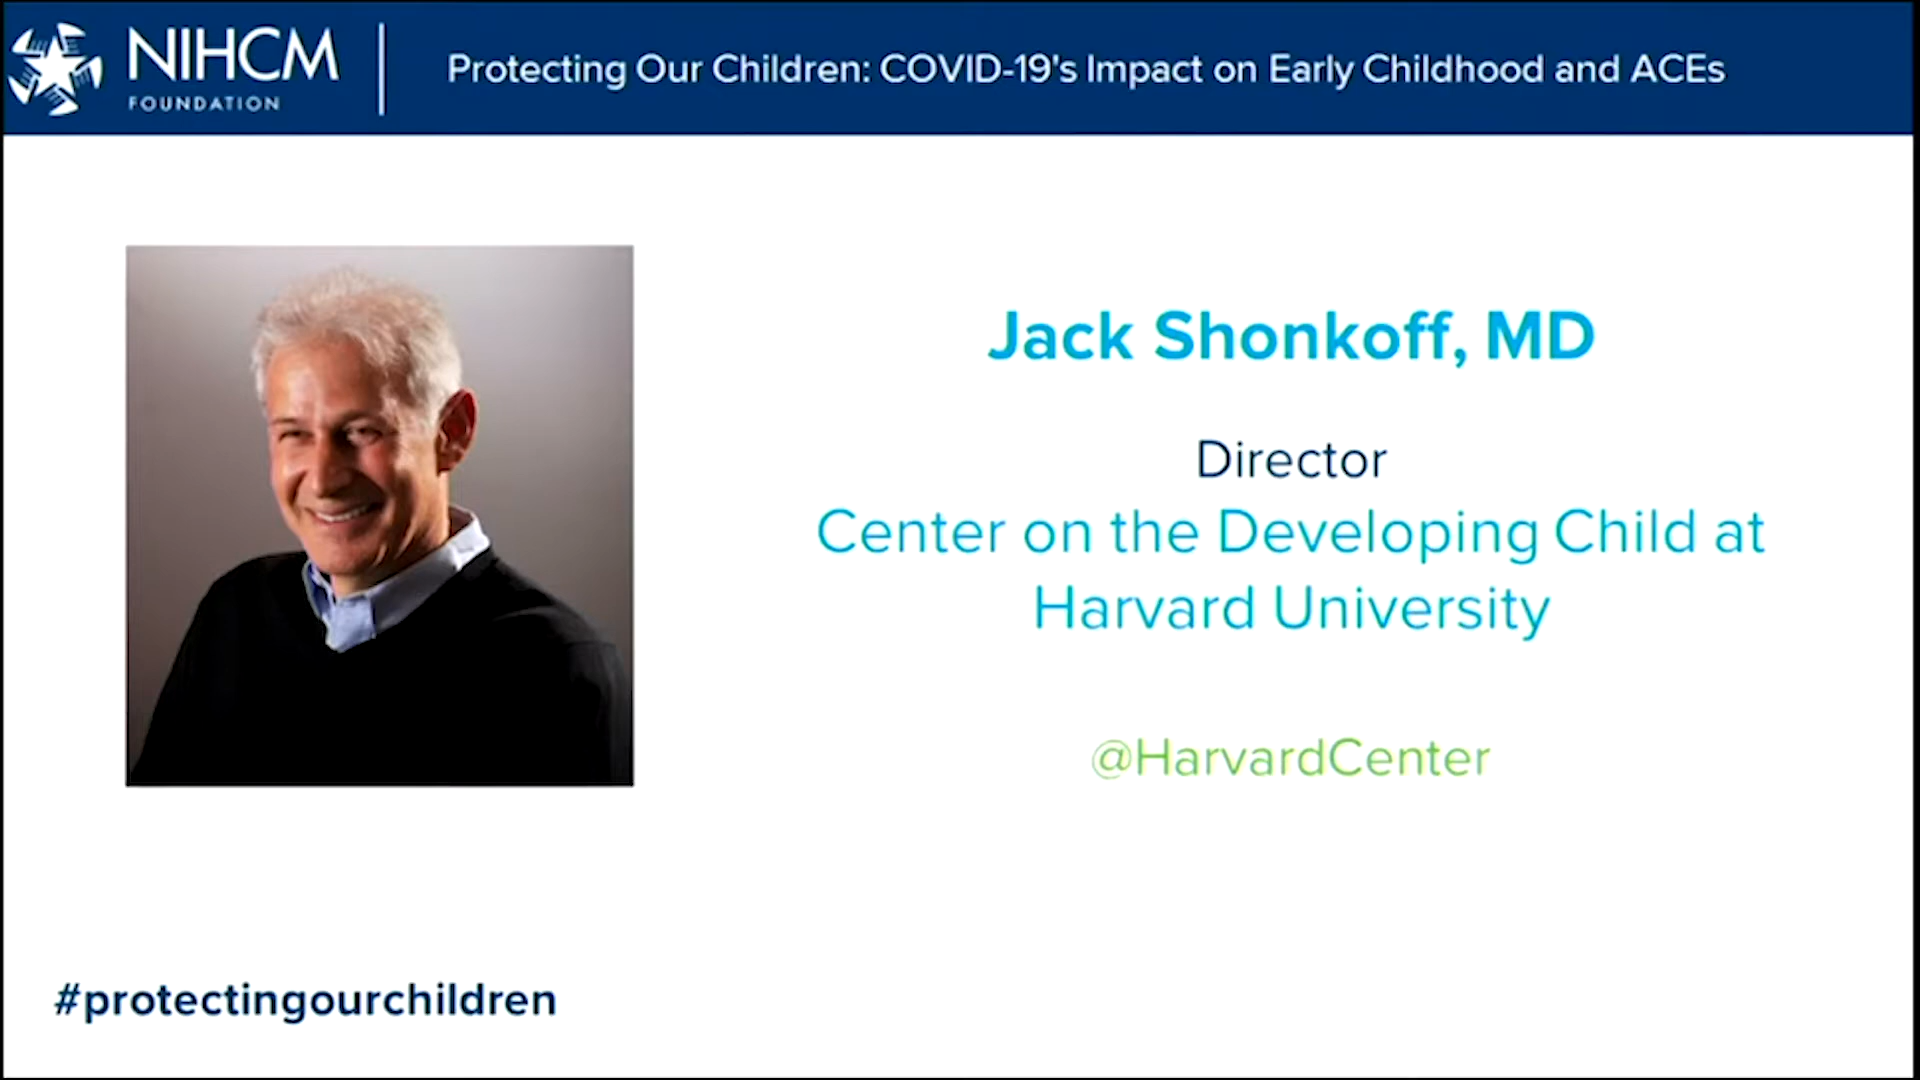 NIHCM
FOUNDATION
Protecting Our Children: COVID-19's Impact on Early Childhood and ACEs
Jack Shonkoff, MD
Director
Center on the Developing Child at
Harvard University
@HarvardCenter
#protectingourchildren